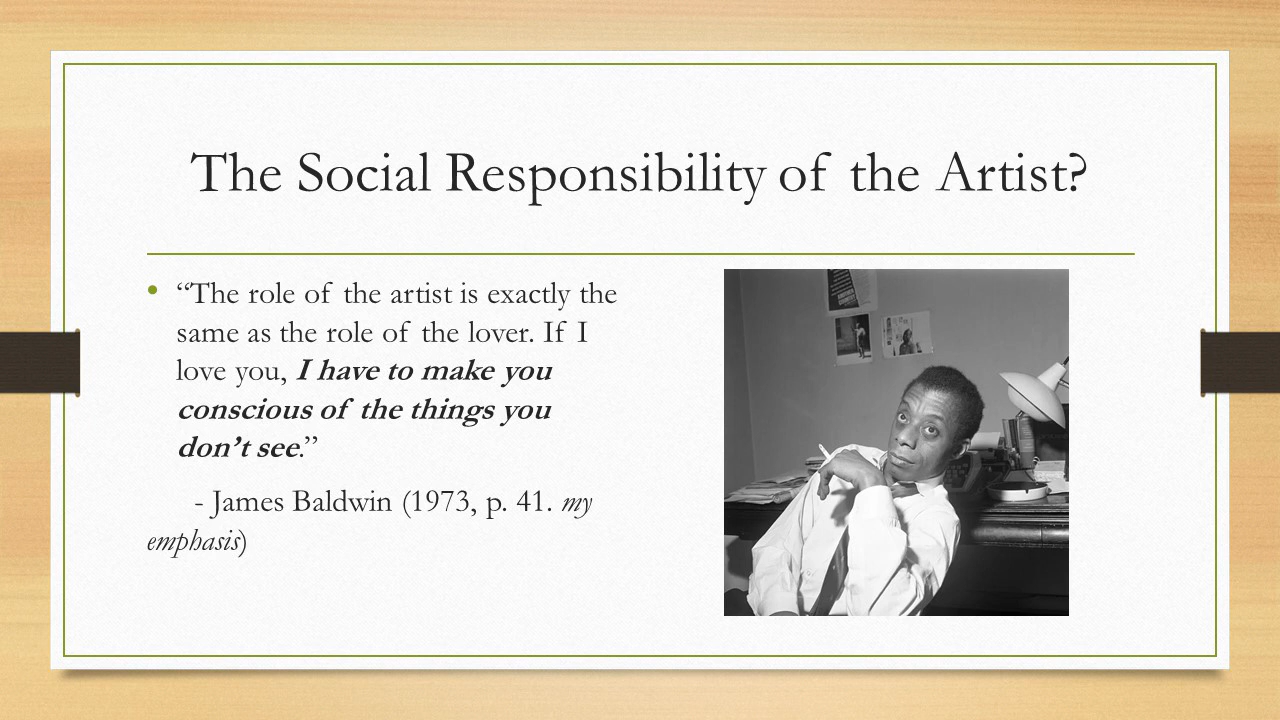 The Social Responsibility of the Artist?
“The role of the artist is exactly the
same as the role of the lover. If I
love you, I have to make you
conscious of the things you
don’t see.”
- James Baldwin (1973, p. 41. my
emphasis)